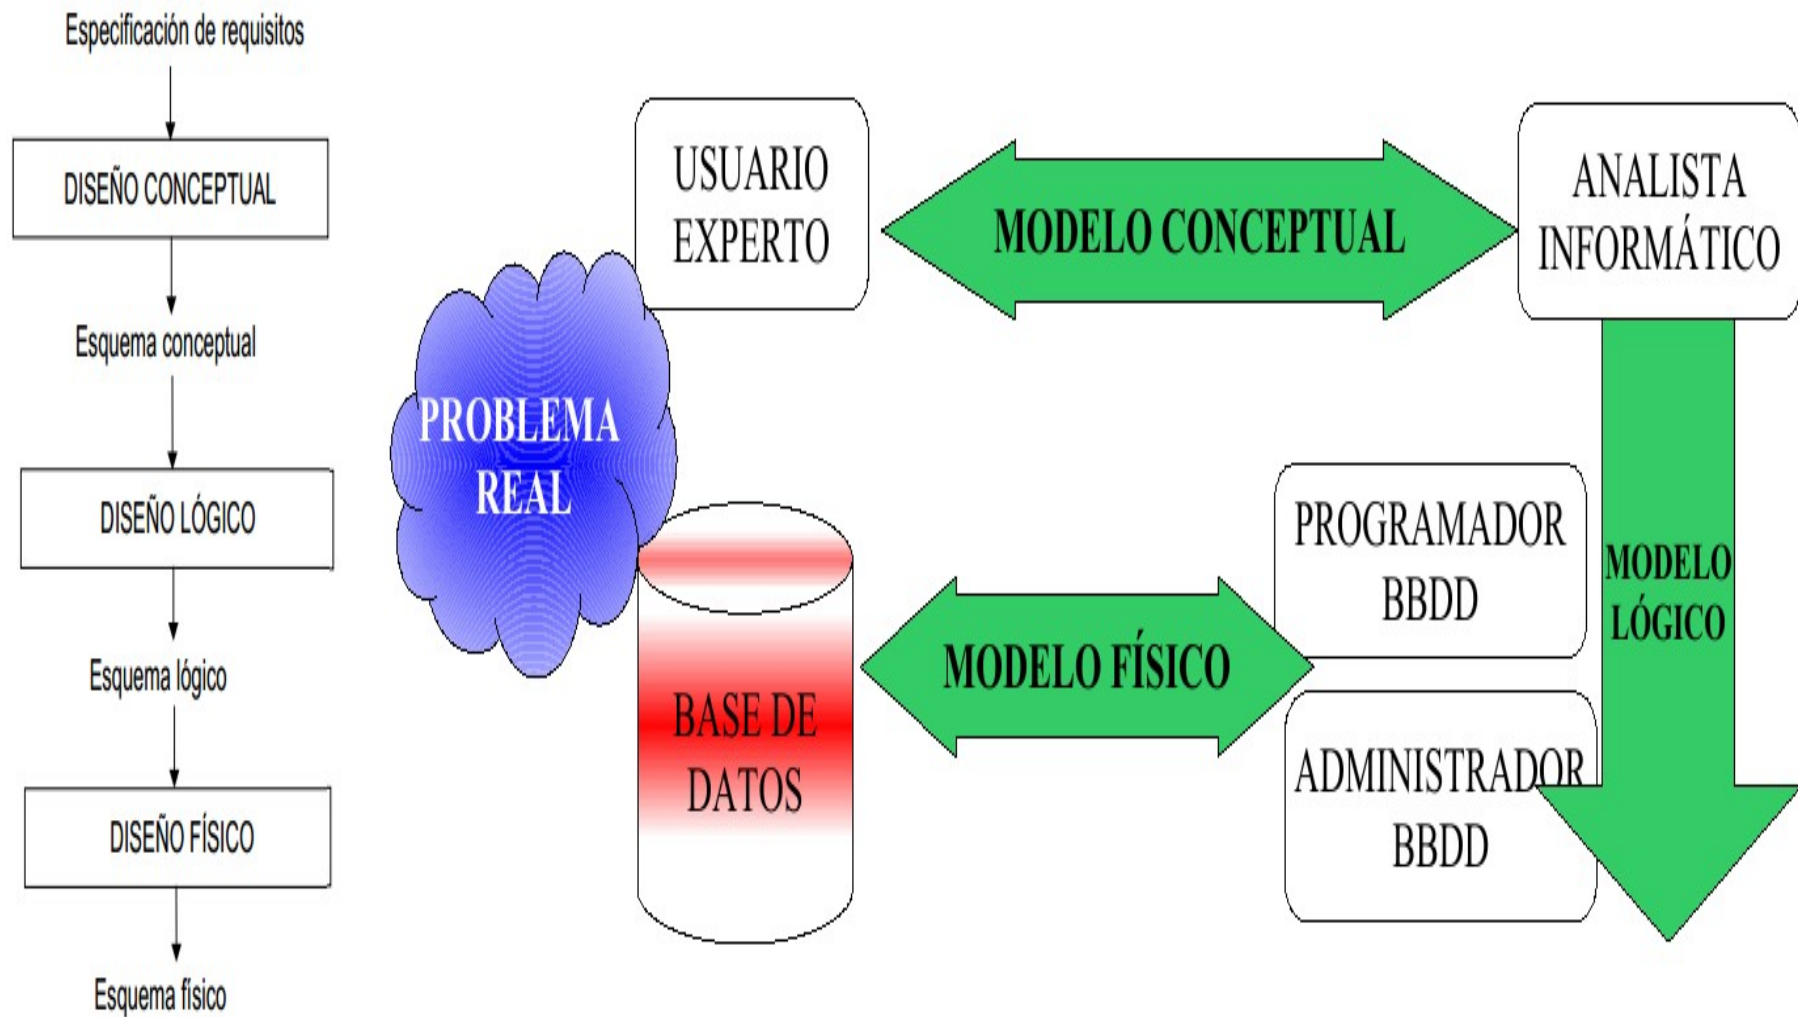 Especificación de requisitos
DISEÑO CONCEPTUAL
Esquema conceptual
DISEÑO LÓGICO
Esquema lógico
DISEÑO FÍSICO
Esquema físico
USUARIO
EXPERTO
MODELO CONCEPTUAL
ANALISTA
INFORMÁTICO
PROBLEMA
REAL
BASE DE
DATOS
MODELO FÍSICO
PROGRAMADOR
BBDD
ADMINISTRADOR
BBDD
MODELO
LÓGICO